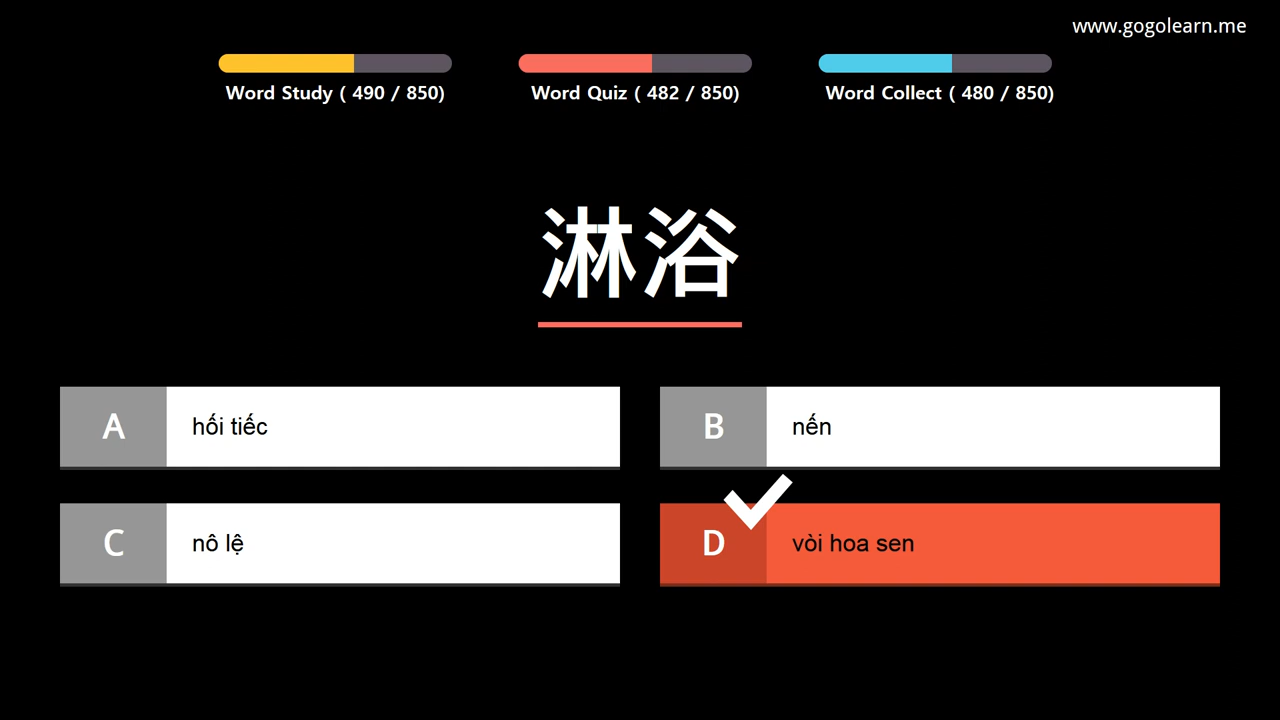 www.gogolearn.me
Word Study ( 490 / 850)
Word Quiz ( 482 / 850)
Word Collect ( 480 / 850)
淋浴
A hối tiếc
B nến
C nô lệ
D vòi hoa sen